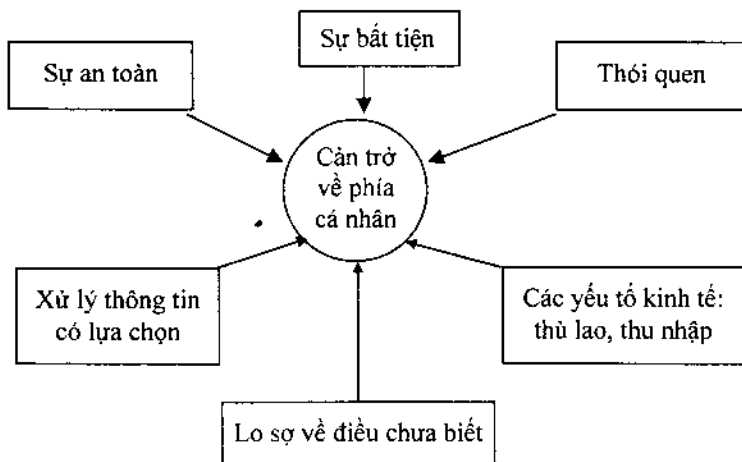 Sự bất tiện
Sự an toàn
Thói quen
Cản trở
về phía
cá nhân
Xử lý thông tin
có lựa chọn
Các yếu tố kinh tế:
thù lao, thu nhập
Lo sợ về điều chưa biết